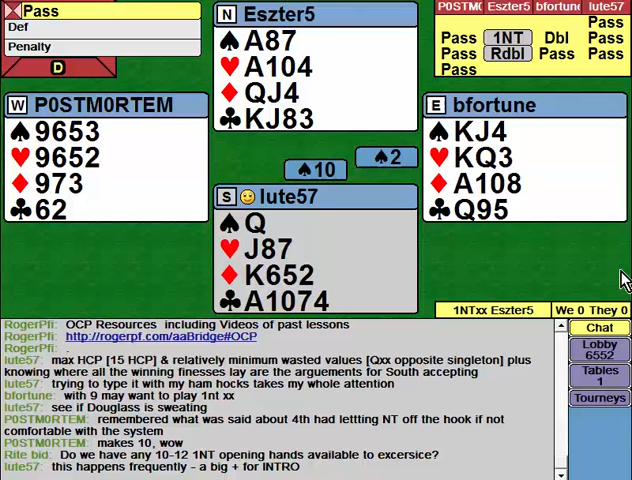 Pass
Def
Penalty
D
N Eszter5
♠A87
♥A104
♦QJ4
♣KJ83
P0STM Eszter5 bfortune lute57
Pass
Pass 1NT Dbl Pass
Pass Rdbl Pass Pass
Pass
W P0STM0RTEM
♠9653
♥9652
♦973
♣62
E bfortune
♠KJ4
♥KQ3
♦A108
♣Q95
♠10 ♠2
S lute57
♠Q
♥J87
♦K652
♣A1074
1NTxx Eszter5 We 0 They 0
RogerPfi: OCP Resources including Videos of past lessons
RogerPfi: http://rogerpf.com/aaBridge#OCP
RogerPfi: .
lute57: max HCP [15 HCP] & relatively minimum wasted values [Qxx opposite singleton] plus
knowing where all the winning finesses lay are the arguements for South accepting
lute57: trying to type it with my ham hocks takes my whole attention
bfortune: with 9 may want to play 1nt xx
lute57: see if Douglass is sweating
P0STM0RTEM: remembered what was said about 4th had lettting NT off the hook if not
comfortable with the system
P0STM0RTEM: makes 10, wow
Rite bid: Do we have any 10-12 1NT opening hands available to excersice?
lute57: this happens frequently - a big + for INTRO
Chat
Lobby
6552
Tables
1
Tourneys